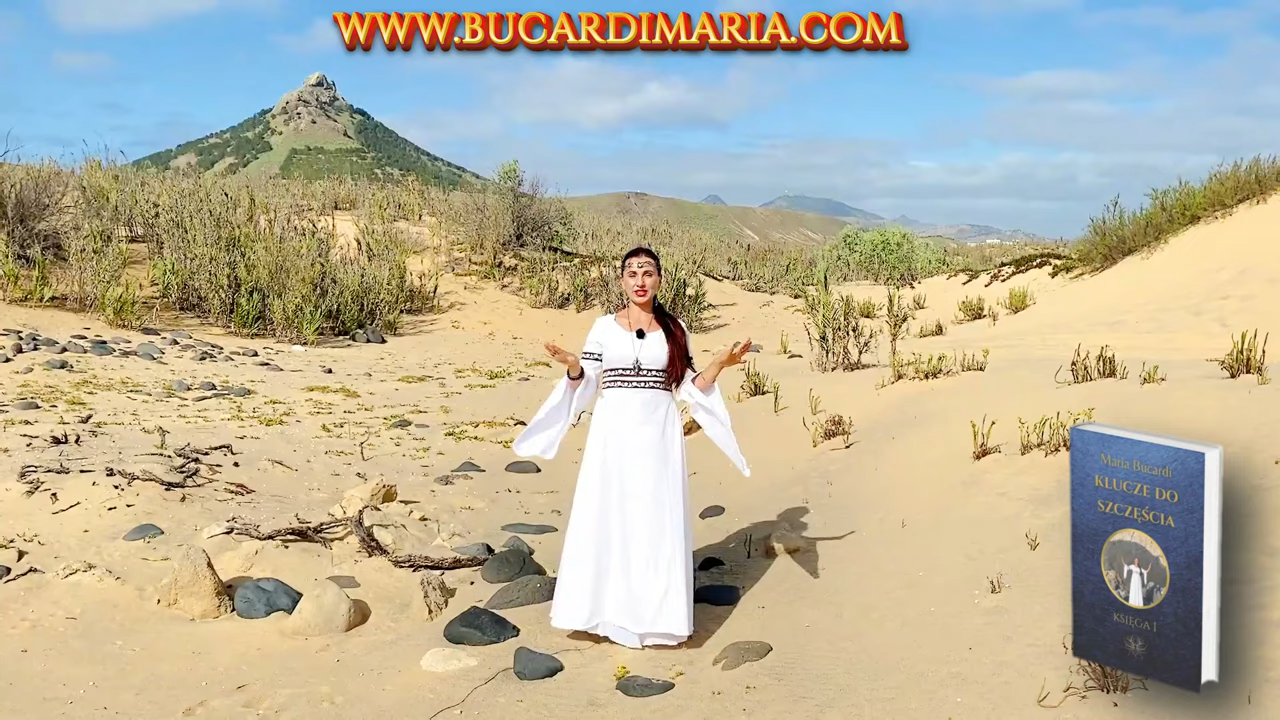 WWW.BUCARDIMARIA.COM
Maria Bucardi
KLUCZE DO
SZCZĘŚCIA
KSIĘGA I